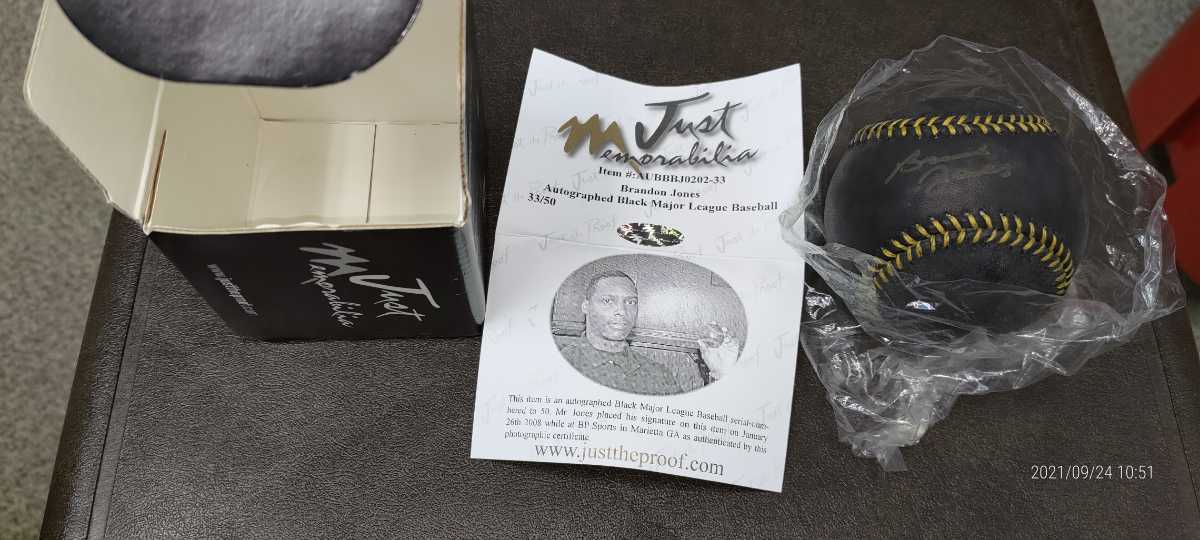 Just
Memorabilia
Item #:AUBBBJ0202-33
Brandon Jones
Autographed Black Major League Baseball
33/50
This item is an autographed Black Major League Baseball serial-num-
bered to 50. Mr Jones placed his signature on this item on January
26th 2008 while at BP Sports in Marietta GA as authenticated by this
photographic certificate.
www.justtheproof.com
Just
Memorabilia
www.justtheproof.com
2021/09/24 10:51